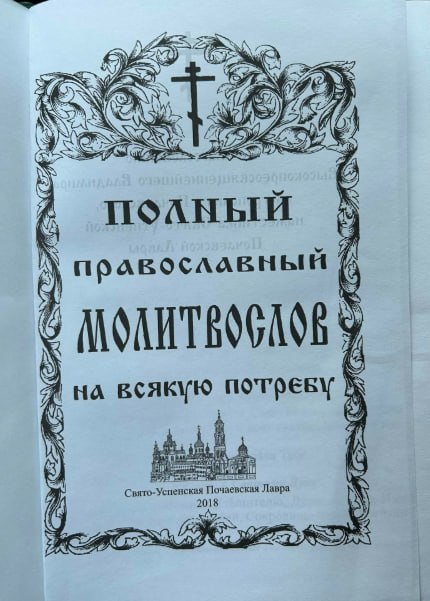 ПОЛНЫЙ
ПРАВОСЛАВНЫЙ
МОЛИТВОСЛОВ
НА ВСЯКУЮ ПОТРЕБУ
Свято-Успенская Почаевская Лавра
2018